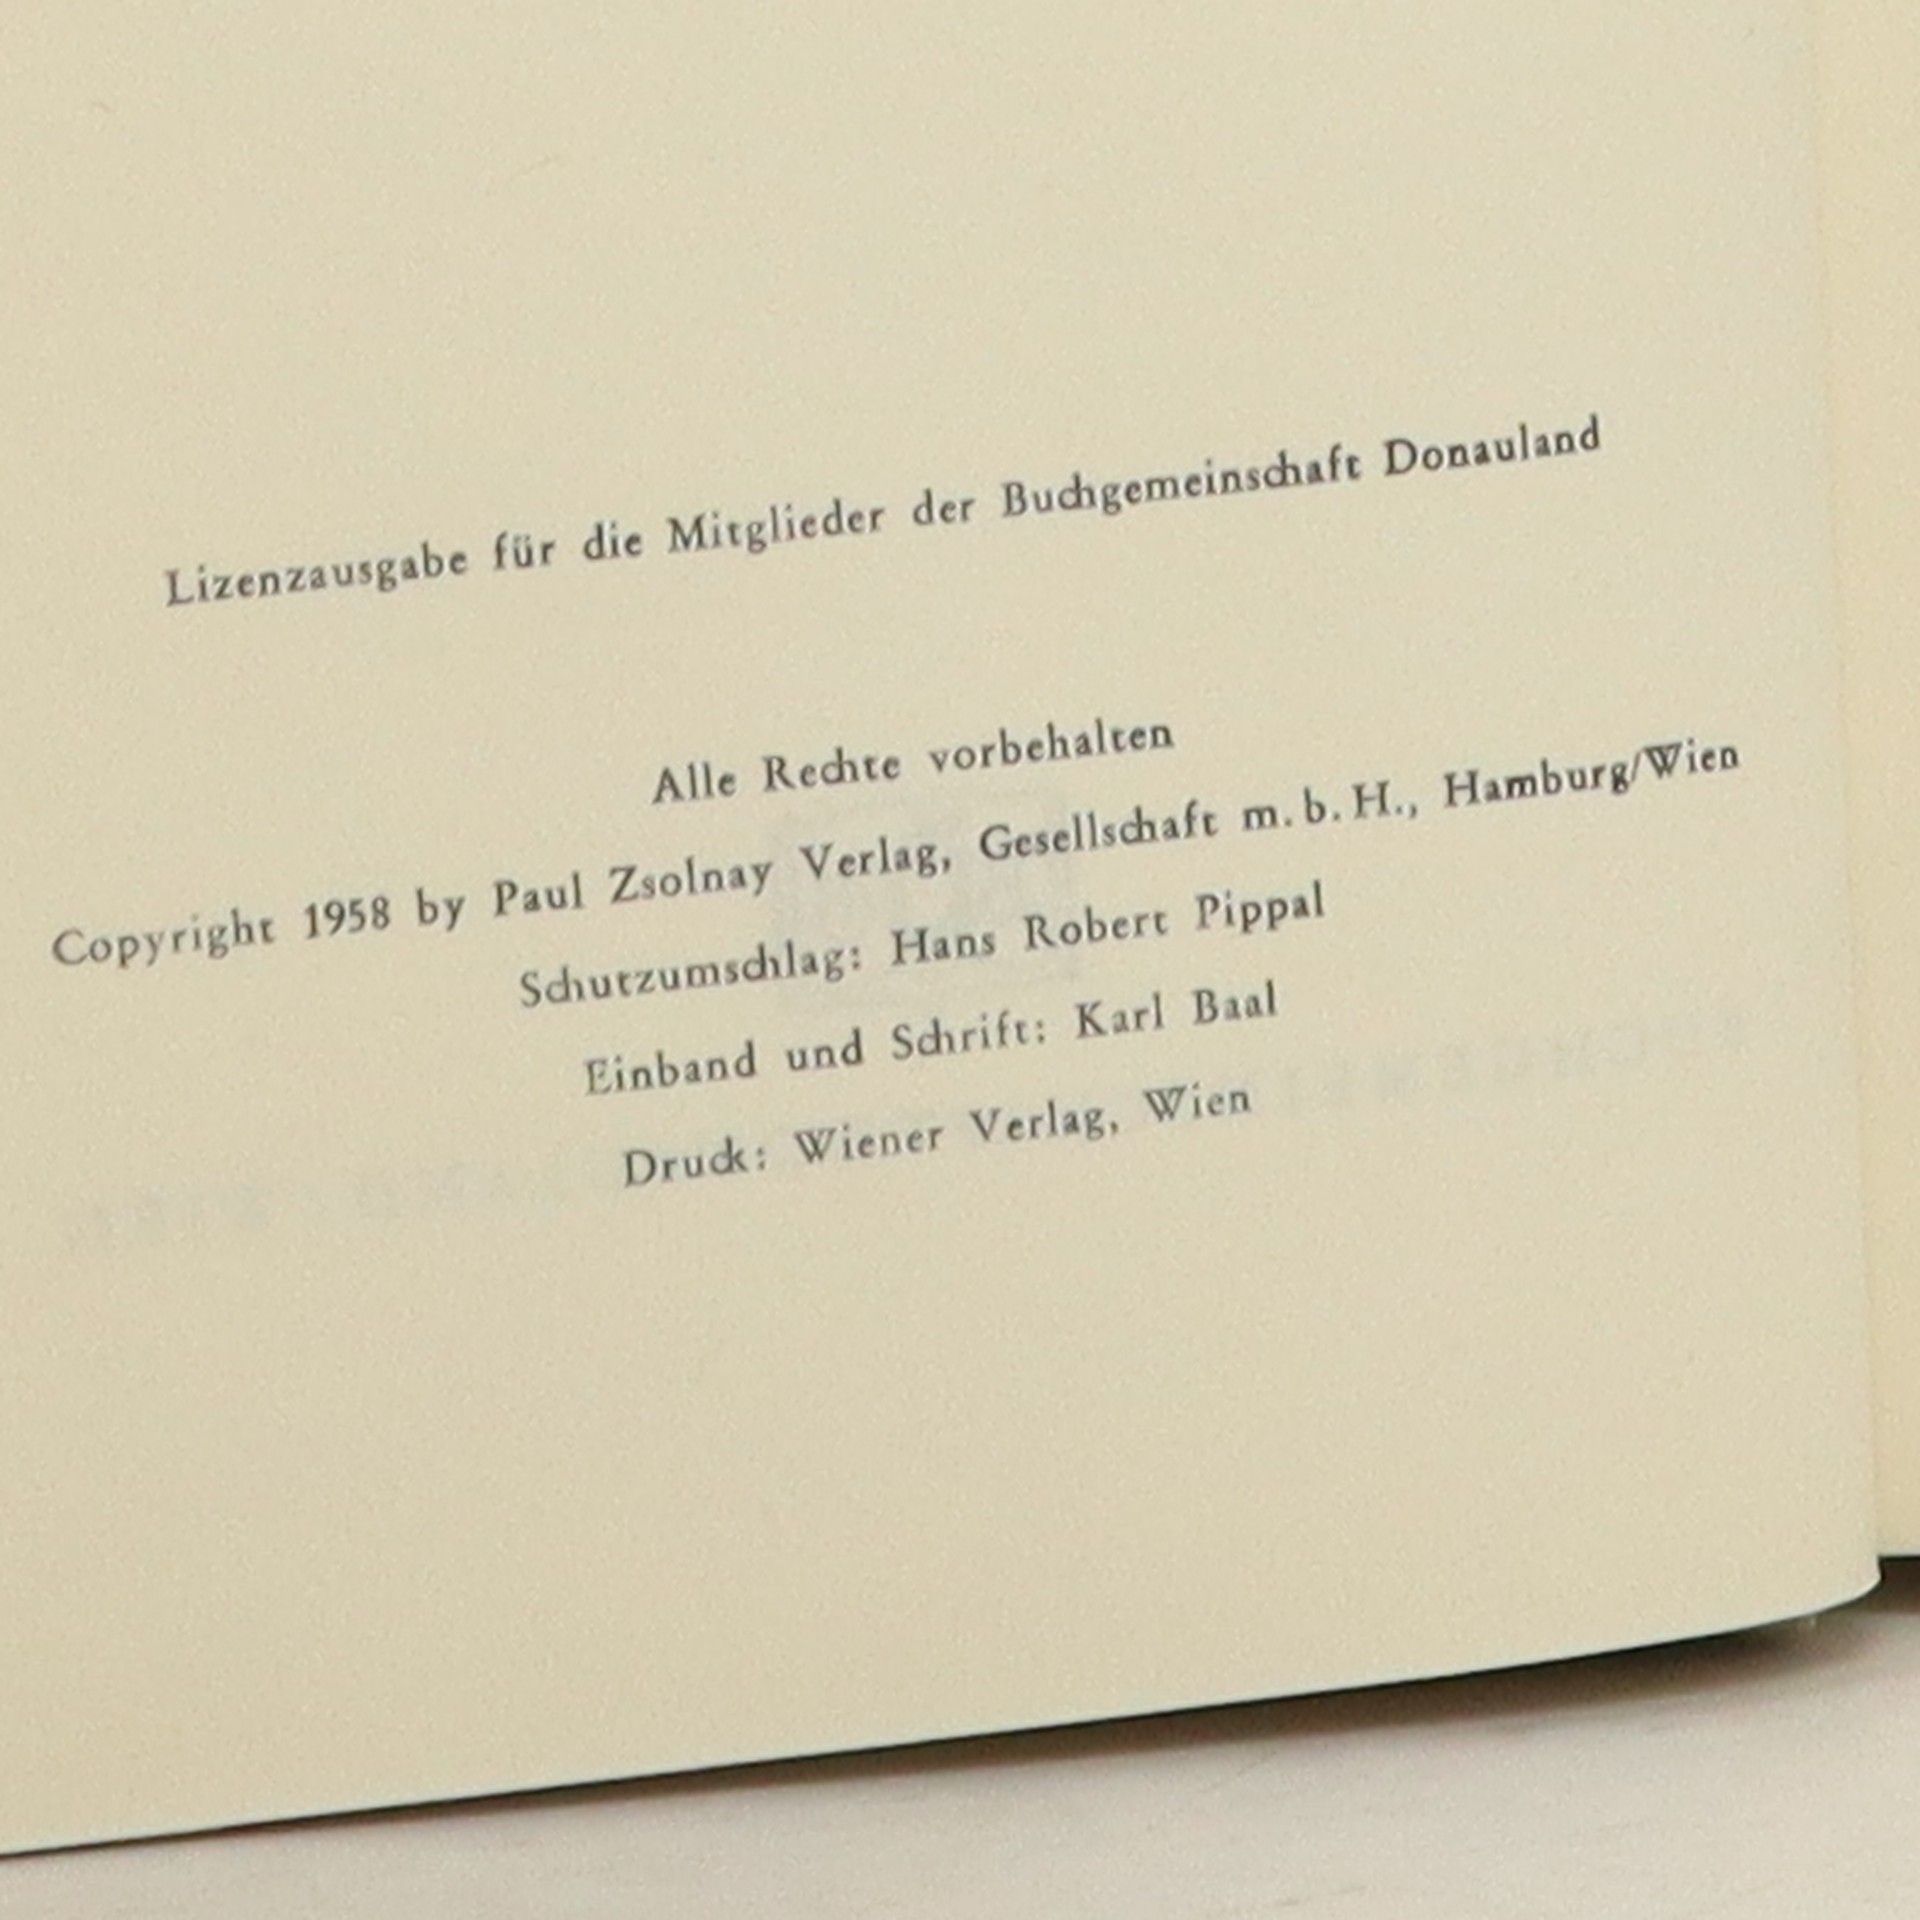 Lizenzausgabe für die Mitglieder der Buchgemeinschaft Donauland
Alle Rechte vorbehalten
Copyright 1958 by Paul Zsolnay Verlag, Gesellschaft m. b. H., Hamburg/Wien
Schutzumschlag: Hans Robert Pippal
Einband und Schrift: Karl Baal
Druck: Wiener Verlag, Wien